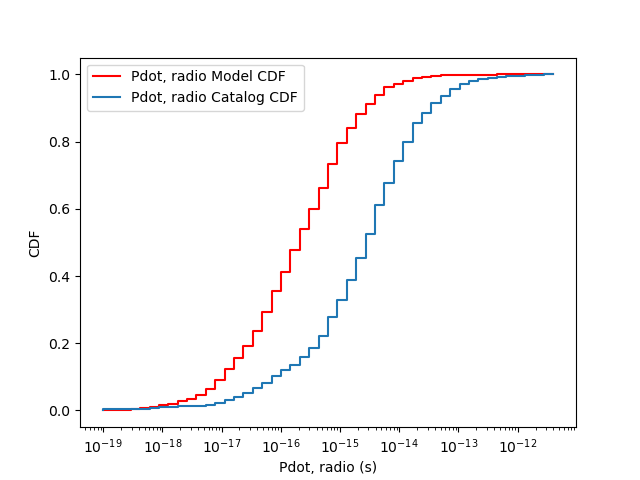 Pdot, radio Model CDF
Pdot, radio Catalog CDF
1.0
0.8
0.6
0.4
0.2
0.0
CDF
10⁻¹⁹ 10⁻¹⁸ 10⁻¹⁷ 10⁻¹⁶ 10⁻¹⁵ 10⁻¹⁴ 10⁻¹³ 10⁻¹²
Pdot, radio (s)